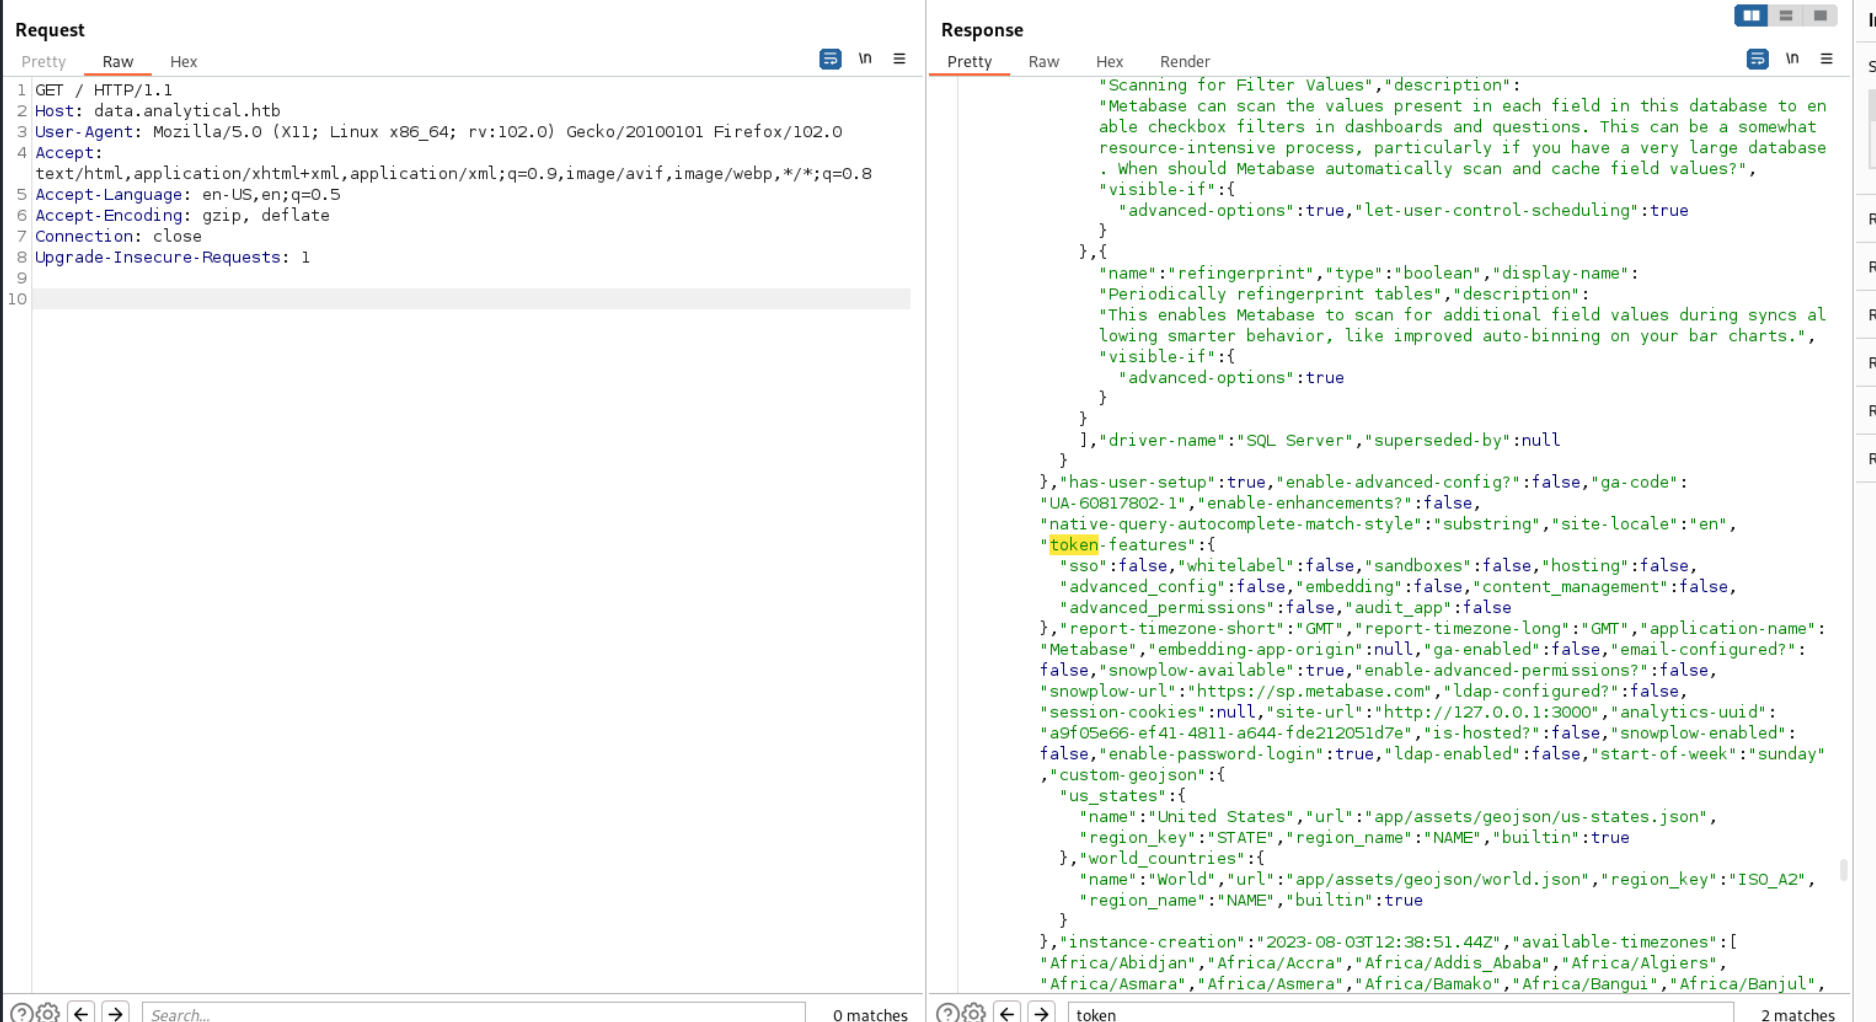 Request
Pretty Raw Hex
\n
1 GET / HTTP/1.1
2 Host: data.analytical.htb
3 User-Agent: Mozilla/5.0 (X11; Linux x86_64; rv:102.0) Gecko/20100101 Firefox/102.0
4 Accept:
text/html,application/xhtml+xml,application/xml;q=0.9,image/avif,image/webp,*/*;q=0.8
5 Accept-Language: en-US,en;q=0.5
6 Accept-Encoding: gzip, deflate
7 Connection: close
8 Upgrade-Insecure-Requests: 1
9
10
Search...
0 matches
Response
Pretty Raw Hex Render
\n
"Scanning for Filter Values","description":
"Metabase can scan the values present in each field in this database to en
able checkbox filters in dashboards and questions. This can be a somewhat
resource-intensive process, particularly if you have a very large database
. When should Metabase automatically scan and cache field values?",
"visible-if":{
"advanced-options":true,"let-user-control-scheduling":true
}
},{
"name":"refingerprint","type":"boolean","display-name":
"Periodically refingerprint tables","description":
"This enables Metabase to scan for additional field values during syncs al
lowing smarter behavior, like improved auto-binning on your bar charts.",
"visible-if":{
"advanced-options":true
}
}
],"driver-name":"SQL Server","superseded-by":null
}
},"has-user-setup":true,"enable-advanced-config?":false,"ga-code":
"UA-60817802-1","enable-enhancements?":false,
"native-query-autocomplete-match-style":"substring","site-locale":"en",
"token-features":{
"sso":false,"whitelabel":false,"sandboxes":false,"hosting":false,
"advanced_config":false,"embedding":false,"content_management":false,
"advanced_permissions":false,"audit_app":false
},"report-timezone-short":"GMT","report-timezone-long":"GMT","application-name":
"Metabase","embedding-app-origin":null,"ga-enabled":false,"email-configured?":
false,"snowplow-available":true,"enable-advanced-permissions?":false,
"snowplow-url":"https://sp.metabase.com","ldap-configured?":false,
"session-cookies":null,"site-url":"http://127.0.0.1:3000","analytics-uuid":
"a9f05e66-ef41-4811-a644-fde212051d7e","is-hosted?":false,"snowplow-enabled":
false,"enable-password-login":true,"ldap-enabled":false,"start-of-week":"sunday"
,"custom-geojson":{
"us_states":{
"name":"United States","url":"app/assets/geojson/us-states.json",
"region_key":"STATE","region_name":"NAME","builtin":true
},"world_countries":{
"name":"World","url":"app/assets/geojson/world.json","region_key":"ISO_A2",
"region_name":"NAME","builtin":true
}
},"instance-creation":"2023-08-03T12:38:51.44Z","available-timezones":[
"Africa/Abidjan","Africa/Accra","Africa/Addis_Ababa","Africa/Algiers",
"Africa/Asmara","Africa/Asmera","Africa/Bamako","Africa/Bangui","Africa/Banjul",
token
2 matches